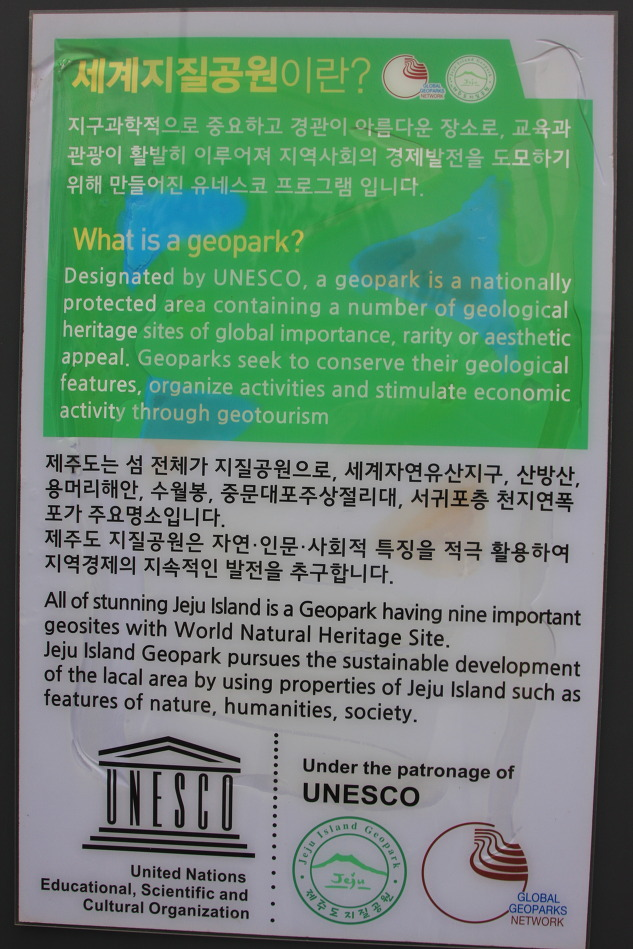 세계지질공원이란?
GLOBAL
GEOPARKS
NETWORK
지구과학적으로 중요하고 경관이 아름다운 장소로, 교육과
관광이 활발히 이루어져 지역사회의 경제발전을 도모하기
위해 만들어진 유네스코 프로그램 입니다.
What is a geopark?
Designated by UNESCO, a geopark is a nationally
protected area containing a number of geological
heritage sites of global importance, rarity or aesthetic
appeal. Geoparks seek to conserve their geological
features, organize activities and stimulate economic
activity through geotourism
제주도는 섬 전체가 지질공원으로, 세계자연유산지구, 산방산,
용머리해안, 수월봉, 중문대포주상절리대, 서귀포층 천지연폭
포가 주요명소입니다.
제주도 지질공원은 자연·인문·사회적 특징을 적극 활용하여
지역경제의 지속적인 발전을 추구합니다.
All of stunning Jeju Island is a Geopark having nine important
geosites with World Natural Heritage Site.
Jeju Island Geopark pursues the sustainable development
of the lacal area by using properties of Jeju Island such as
features of nature, humanities, society.
UNESCO
United Nations
Educational, Scientific and
Cultural Organization
Under the patronage of
UNESCO
Jeju Island Geopark
Jeju
제주도지질공원
GLOBAL
GEOPARKS
NETWORK